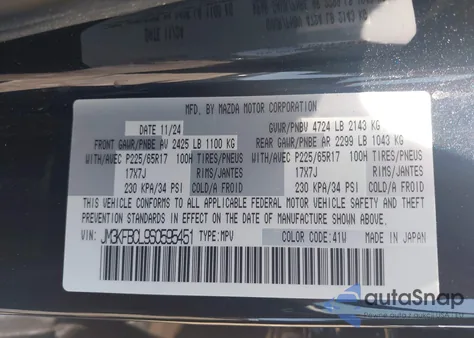 MFD. BY MAZDA MOTOR CORPORATION
DATE 11/24 GVWR/PNBV 4724 LB 2143 KG
FRONT GAWR/PNBE AV 2425 LB 1100 KG REAR GAWR/PNBE AR 2299 LB 1043 KG
WITH/AVEC P225/65R17 100H TIRES/PNEUS WITH/AVEC P225/65R17 100H TIRES/PNEUS
17X7J RIMS/JANTES 17X7J RIMS/JANTES
230 KPA/34 PSI COLD/A FROID 230 KPA/34 PSI COLD/A FROID
THIS VEHICLE CONFORMS TO ALL APPLICABLE FEDERAL MOTOR VEHICLE SAFETY AND
THEFT PREVENTION STANDARDS IN EFFECT ON THE DATE OF MANUFACTURE SHOWN ABOVE.
VIN: JM3KFBCL9S0595451 TYPE:MPV COLOR CODE:41W MADE IN JAPAN
autoSnap